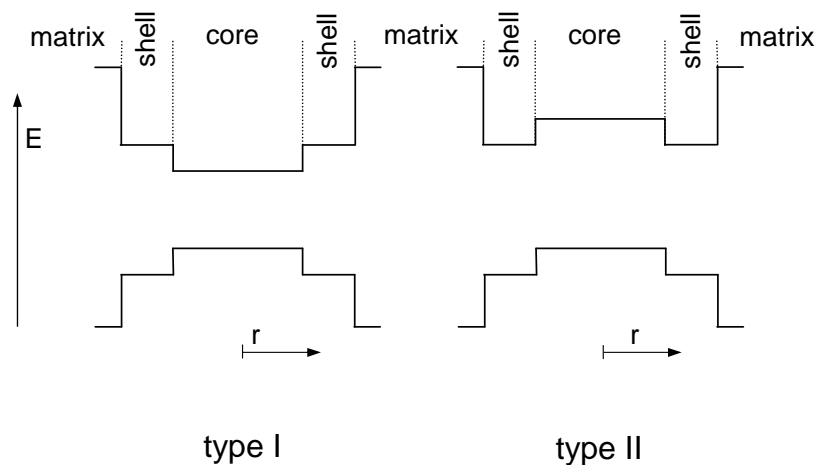 matrix shell core shell matrix shell core shell matrix
E
r r
type I type II